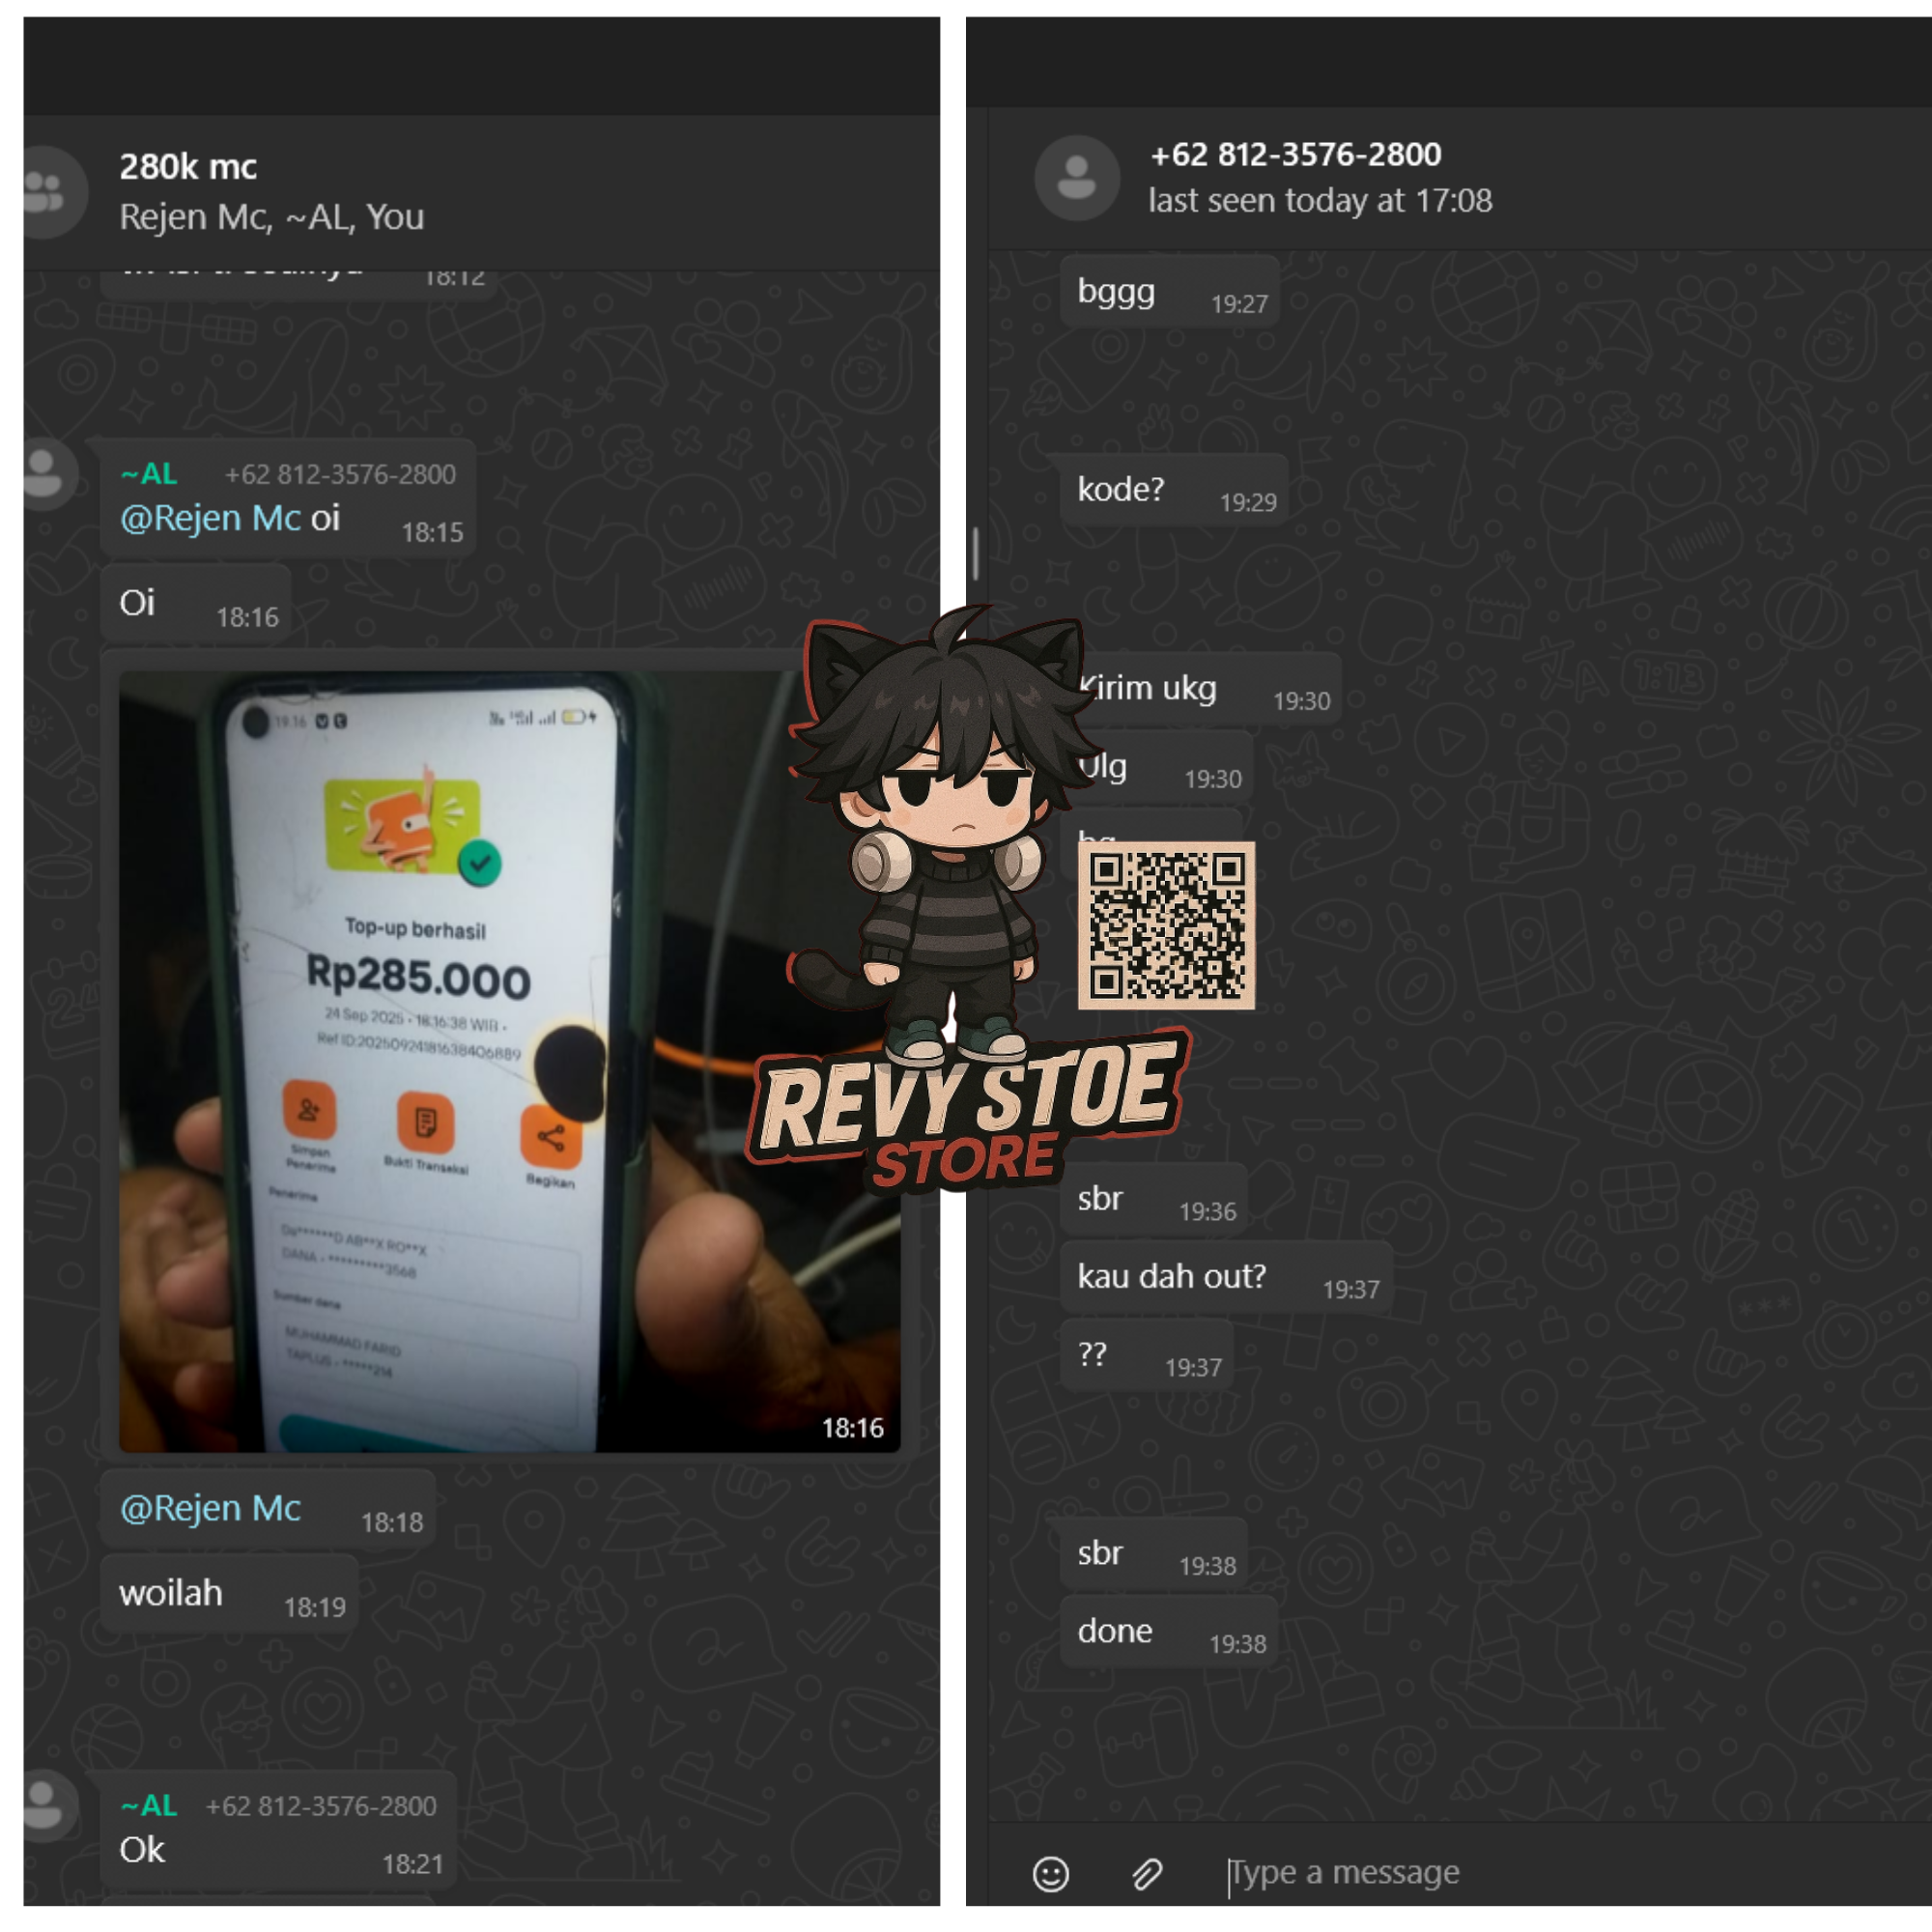 280k mc
Rejen Mc, ~AL, You
18:12
~AL +62 812-3576-2800
@Rejen Mc oi 18:15
Oi 18:16
19:16
Top-up berhasil
Rp285.000
24 Sep 2025 • 18:16:38 WIB •
Ref ID:20250924181638406889
Simpan Penerima
Bukti Transaksi
Bagikan
Penerima
DANA - *********3568
Sumber dana
MUHAMMAD FARID
TAPLUS - *****214
18:16
@Rejen Mc 18:18
woilah 18:19
~AL +62 812-3576-2800
Ok 18:21
+62 812-3576-2800
last seen today at 17:08
bggg 19:27
kode? 19:29
Kirim ukg 19:30
Ulg 19:30
REVY STOE
STORE
sbr 19:36
kau dah out? 19:37
?? 19:37
sbr 19:38
done 19:38
Type a message